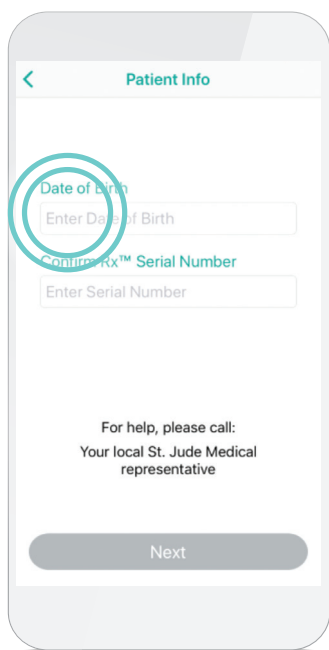 Patient Info
Date of Birth
Enter Date of Birth
Confirm Rx™ Serial Number
Enter Serial Number
For help, please call:
Your local St. Jude Medical
representative
Next